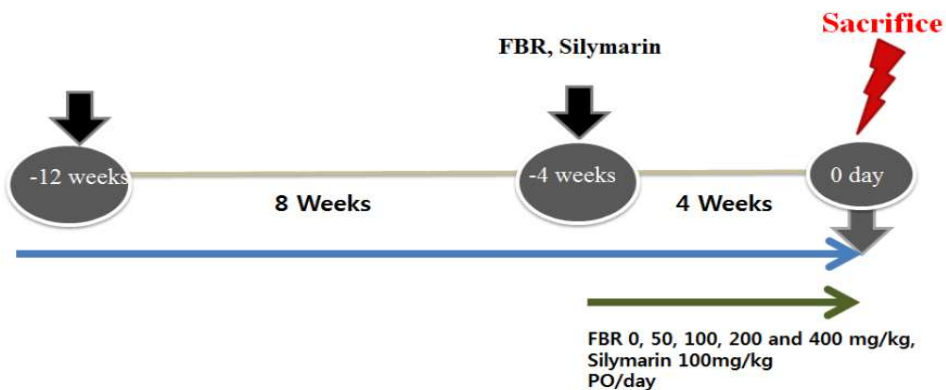 Sacrifice
FBR, Silymarin
-12 weeks
-4 weeks
0 day
8 Weeks
4 Weeks
FBR 0, 50, 100, 200 and 400 mg/kg,
Silymarin 100mg/kg
PO/day